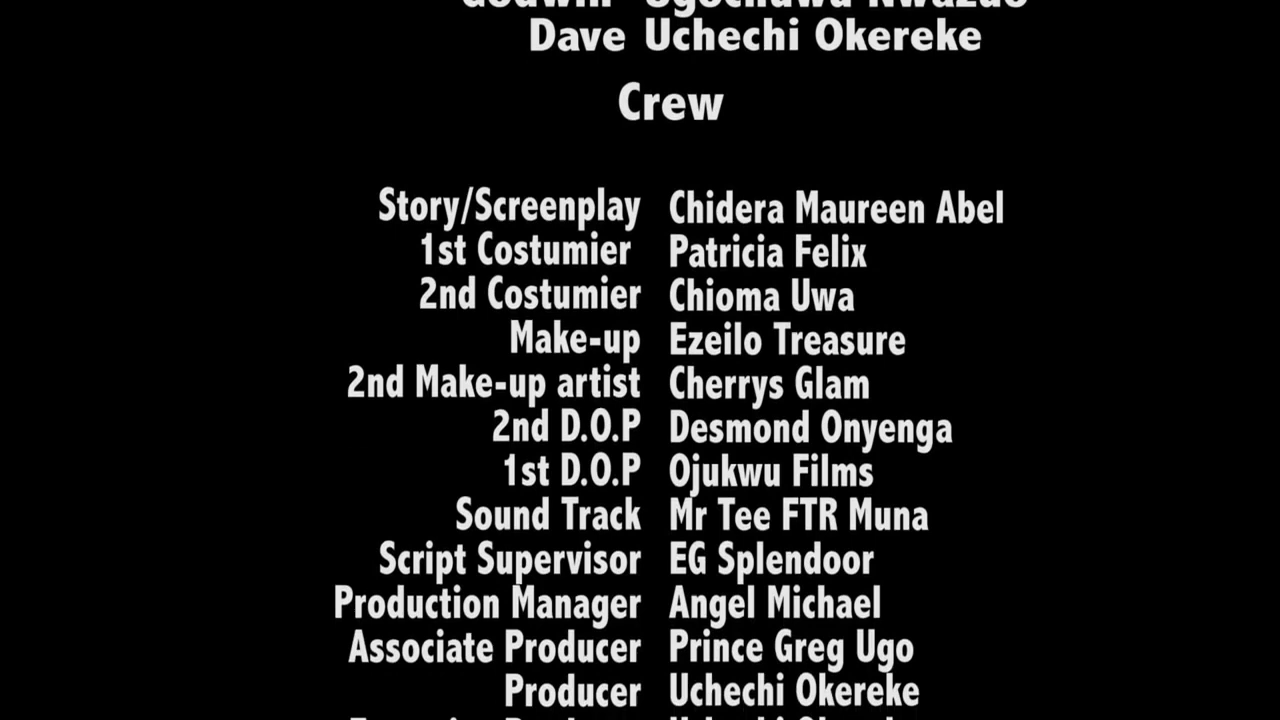 Dave Uchechi Okereke
Crew
Story/Screenplay Chidera Maureen Abel
1st Costumier Patricia Felix
2nd Costumier Chioma Uwa
Make-up Ezeilo Treasure
2nd Make-up artist Cherrys Glam
2nd D.O.P Desmond Onyenga
1st D.O.P Ojukwu Films
Sound Track Mr Tee FTR Muna
Script Supervisor EG Splendoor
Production Manager Angel Michael
Associate Producer Prince Greg Ugo
Producer Uchechi Okereke